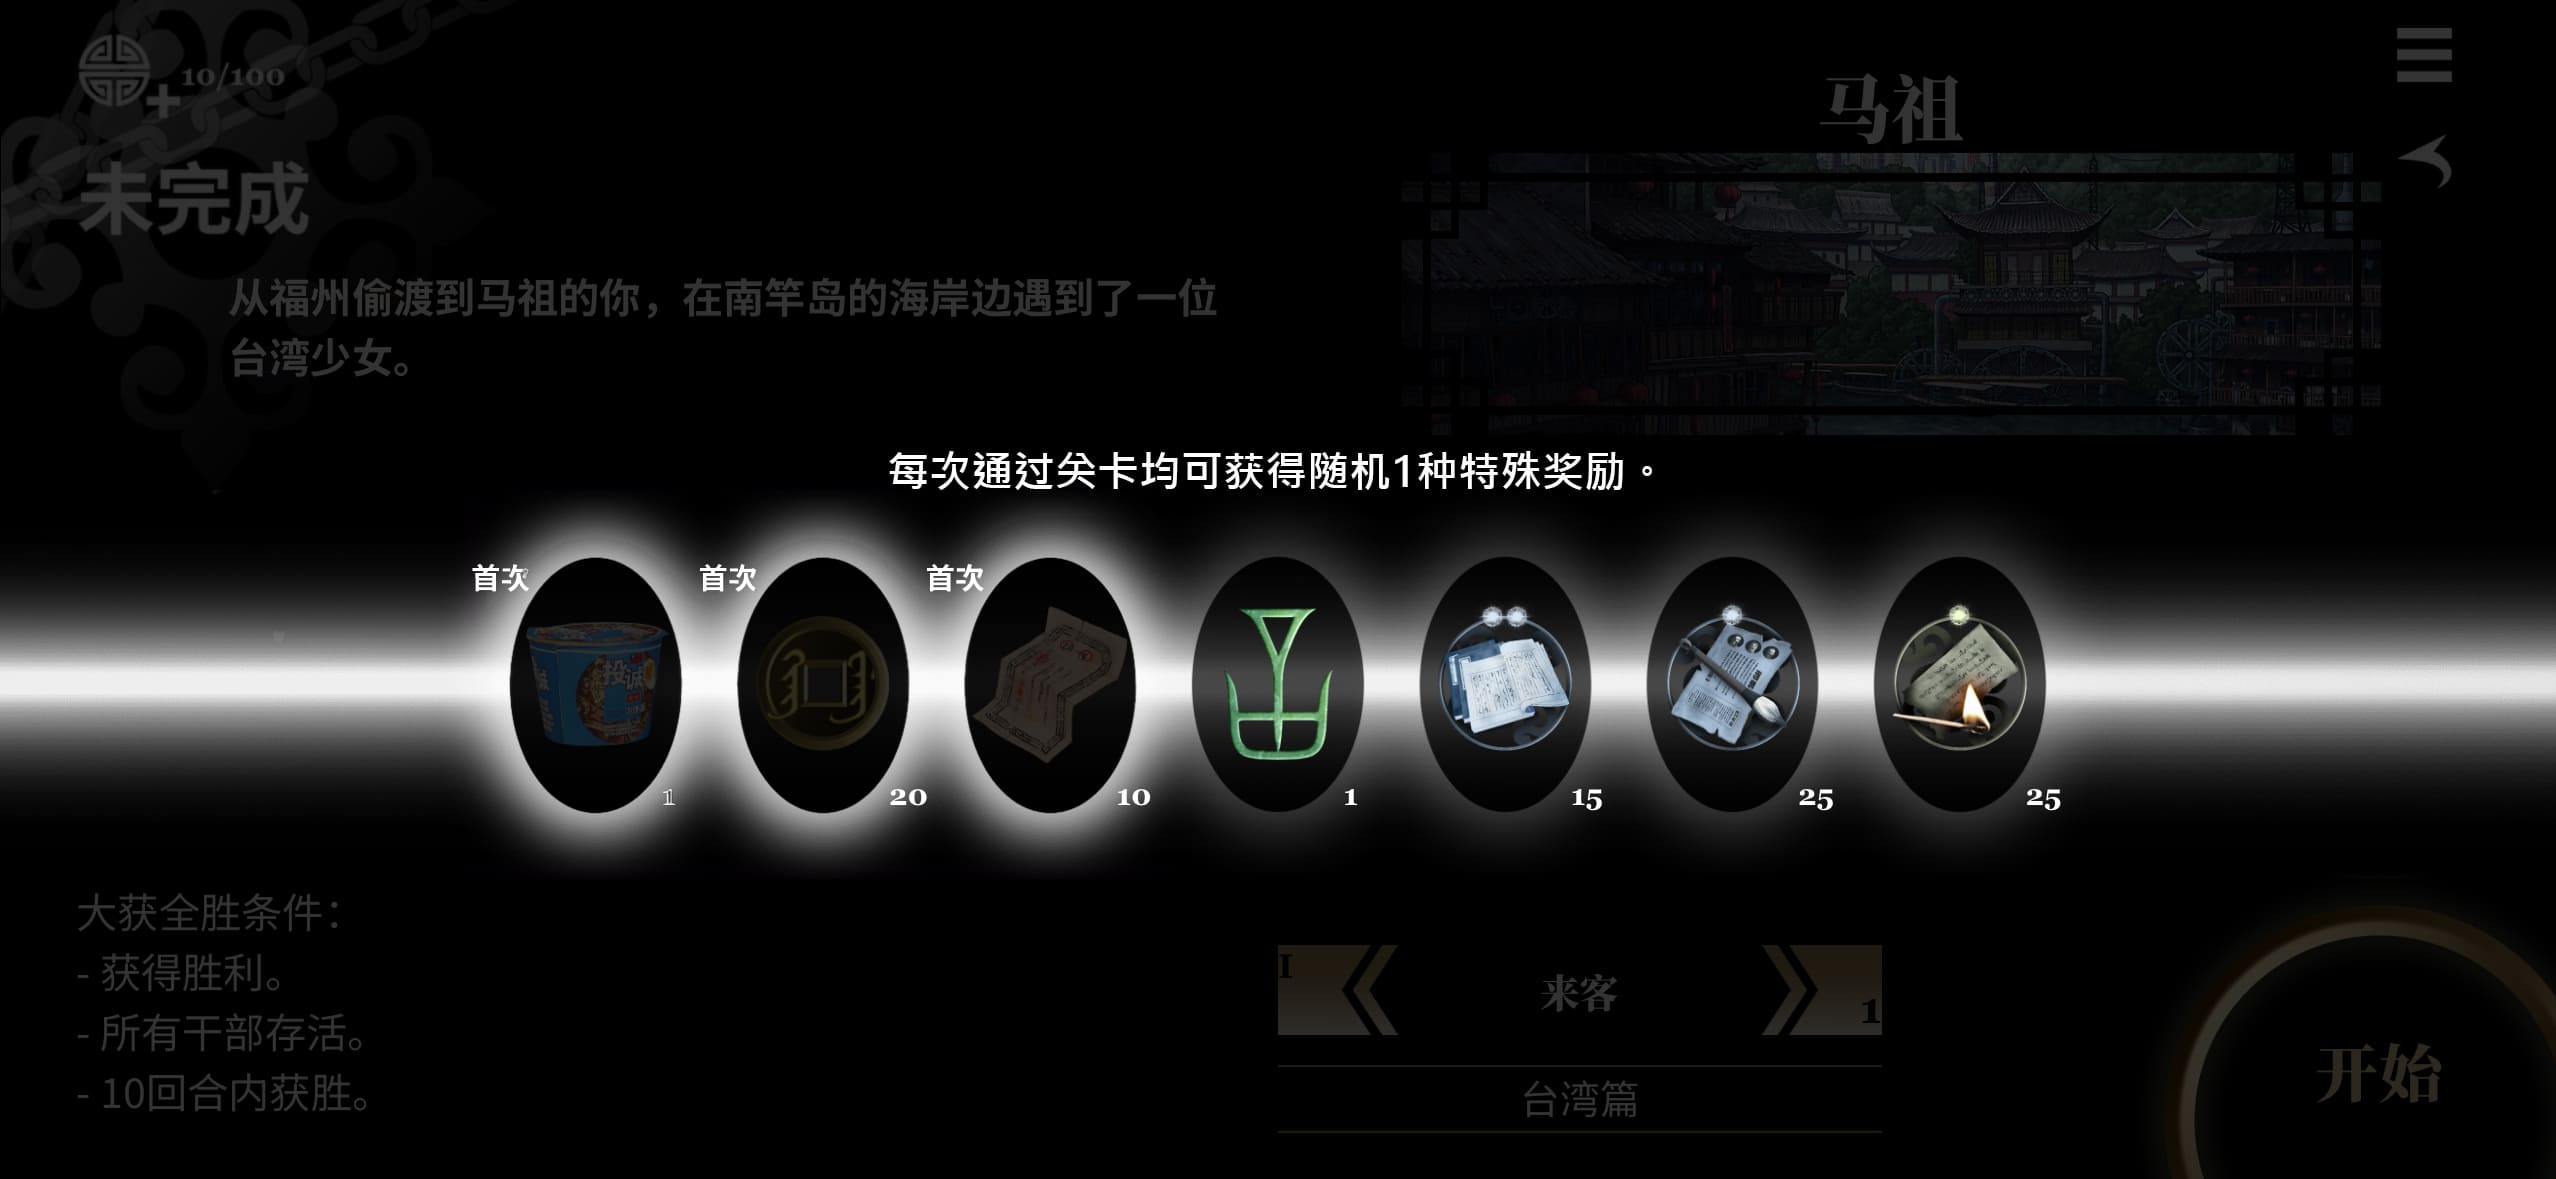 10/100
马祖
未完成
从福州偷渡到马祖的你，在南竿岛的海岸边遇到了一位
台湾少女。
每次通过关卡均可获得随机1种特殊奖励。
首次
首次
首次
投诚
1
20
10
1
15
25
25
大获全胜条件：
- 获得胜利。
- 所有干部存活。
- 10回合内获胜。
I
来客
1
台湾篇
开始